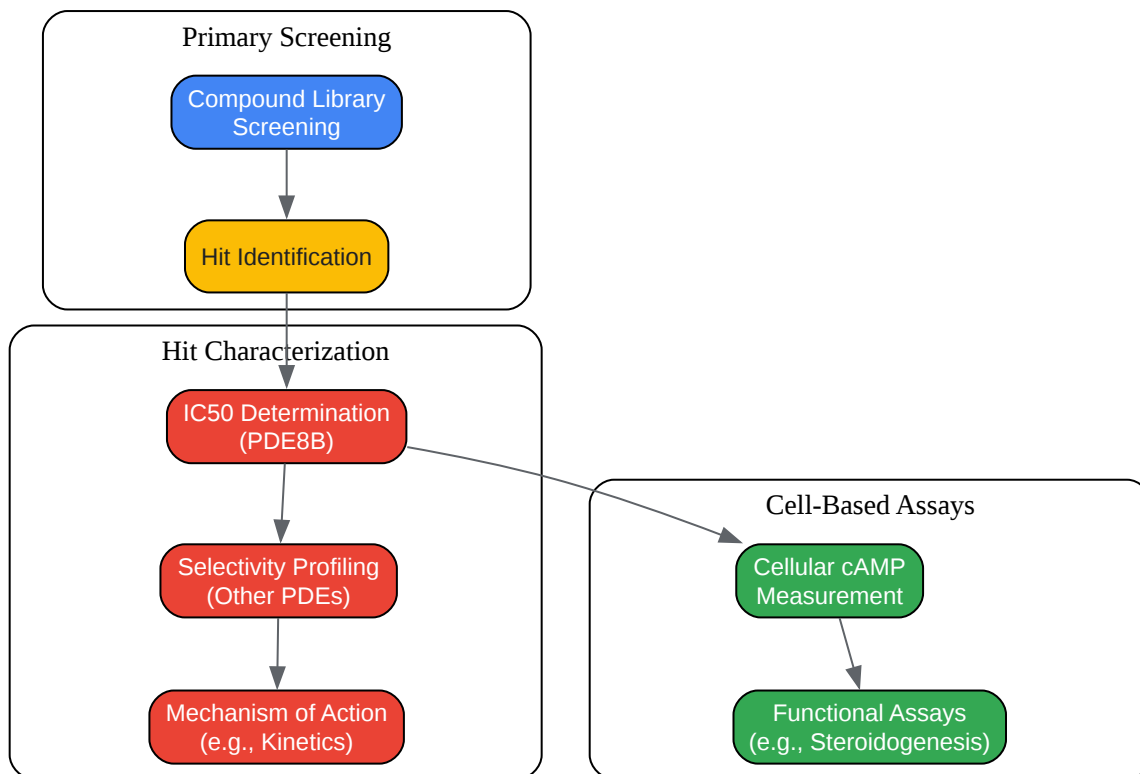 Primary Screening
Compound Library
Screening
Hit Identification
Hit Characterization
IC50 Determination
(PDE8B)
Selectivity Profiling
(Other PDEs)
Mechanism of Action
(e.g., Kinetics)
Cell-Based Assays
Cellular cAMP
Measurement
Functional Assays
(e.g., Steroidogenesis)